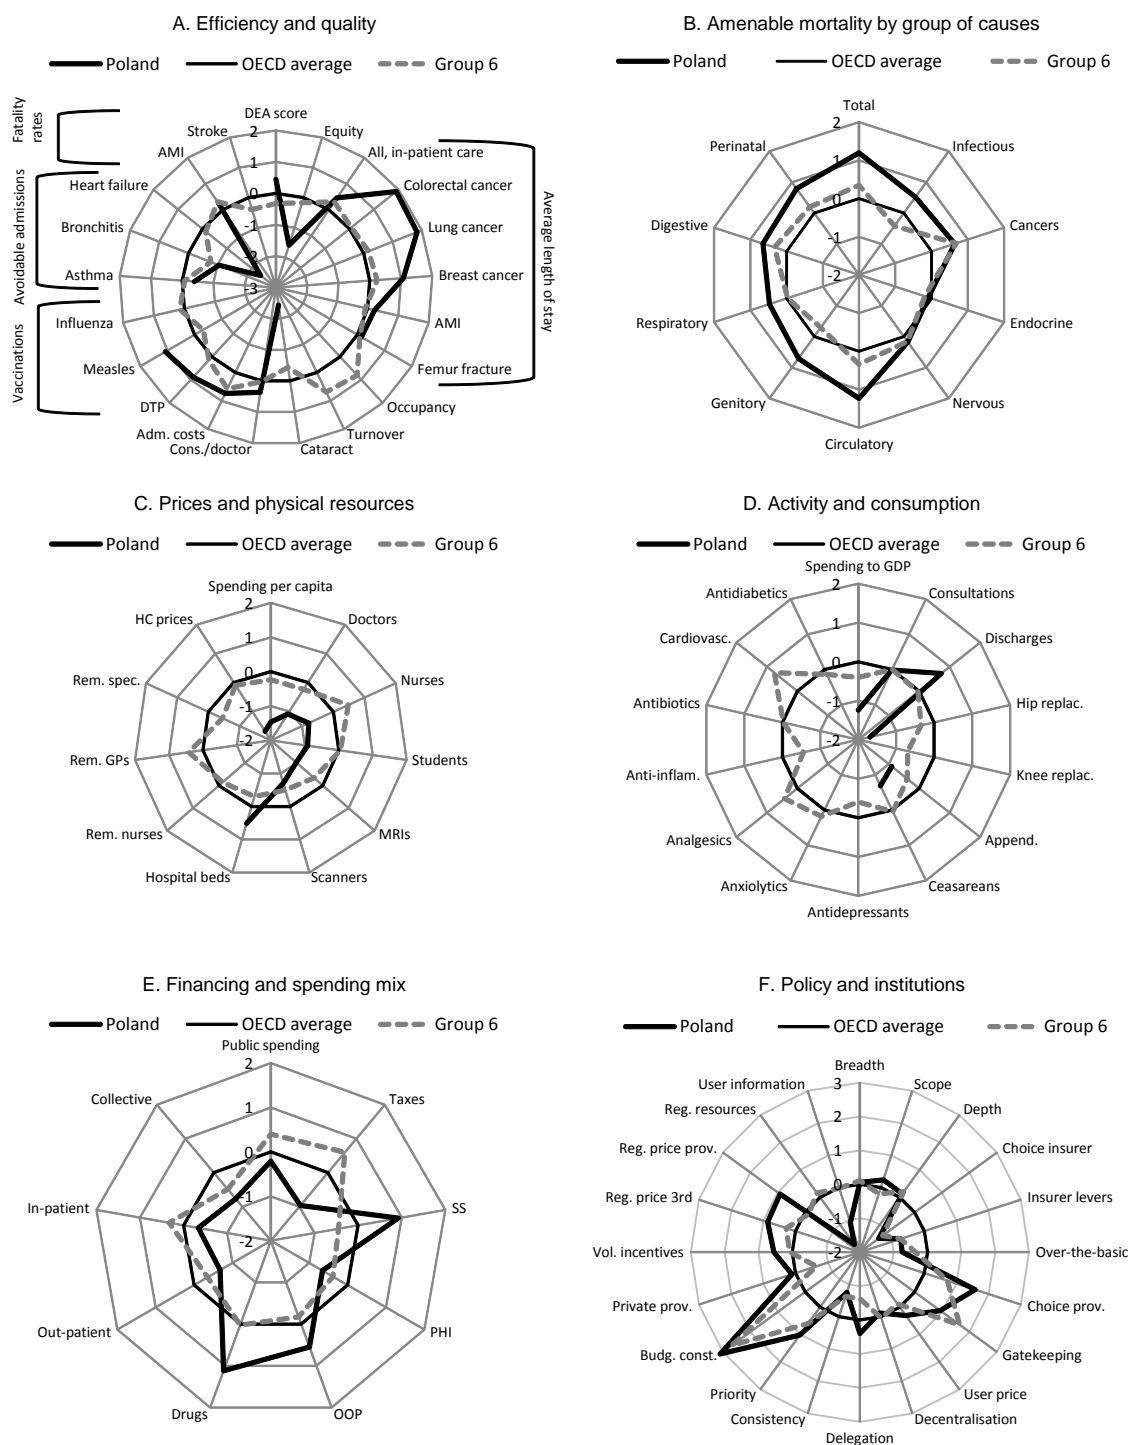 A. Efficiency and quality
Poland
OECD average
Group 6
Fatality rates
Avoidable admissions
Vaccinations
Average length of stay
DEA score
Equity
All, in-patient care
Colorectal cancer
Lung cancer
Breast cancer
AMI
Femur fracture
Occupancy
Turnover
Cataract
Cons./doctor
Adm. costs
DTP
Measles
Influenza
Asthma
Bronchitis
Heart failure
AMI
Stroke
2
1
0
-1
-2
-3
B. Amenable mortality by group of causes
Poland
OECD average
Group 6
Total
Infectious
Cancers
Endocrine
Nervous
Circulatory
Genitory
Respiratory
Digestive
Perinatal
2
1
0
-1
-2
C. Prices and physical resources
Poland
OECD average
Group 6
Spending per capita
Doctors
Nurses
Students
MRIs
Scanners
Hospital beds
Rem. nurses
Rem. GPs
Rem. spec.
HC prices
2
1
0
-1
-2
D. Activity and consumption
Poland
OECD average
Group 6
Spending to GDP
Consultations
Discharges
Hip replac.
Knee replac.
Append.
Ceasareans
Antidepressants
Anxiolytics
Analgesics
Anti-inflam.
Antibiotics
Cardiovasc.
Antidiabetics
2
1
0
-1
-2
E. Financing and spending mix
Poland
OECD average
Group 6
Public spending
Taxes
SS
PHI
OOP
Drugs
Out-patient
In-patient
Collective
2
1
0
-1
-2
F. Policy and institutions
Poland
OECD average
Group 6
Breadth
Scope
Depth
Choice insurer
Insurer levers
Over-the-basic
Choice prov.
Gatekeeping
User price
Decentralisation
Delegation
Consistency
Priority
Budg. const.
Private prov.
Vol. incentives
Reg. price 3rd
Reg. price prov.
Reg. resources
User information
3
2
1
0
-1
-2